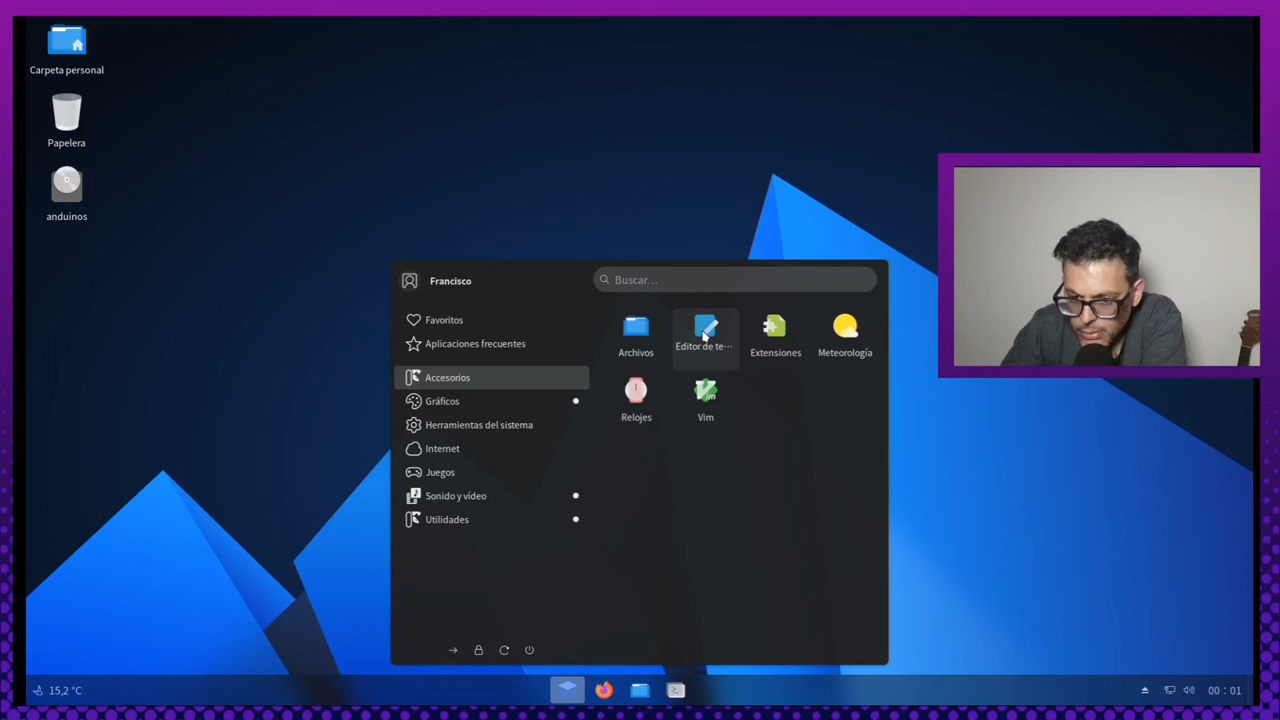 Carpeta personal
Papelera
anduinos
Francisco
Buscar...
Favoritos
Aplicaciones frecuentes
Accesorios
Gráficos
Herramientas del sistema
Internet
Juegos
Sonido y vídeo
Utilidades
Archivos
Editor de te...
Extensiones
Meteorología
Relojes
Vim
15,2 °C
00 : 01